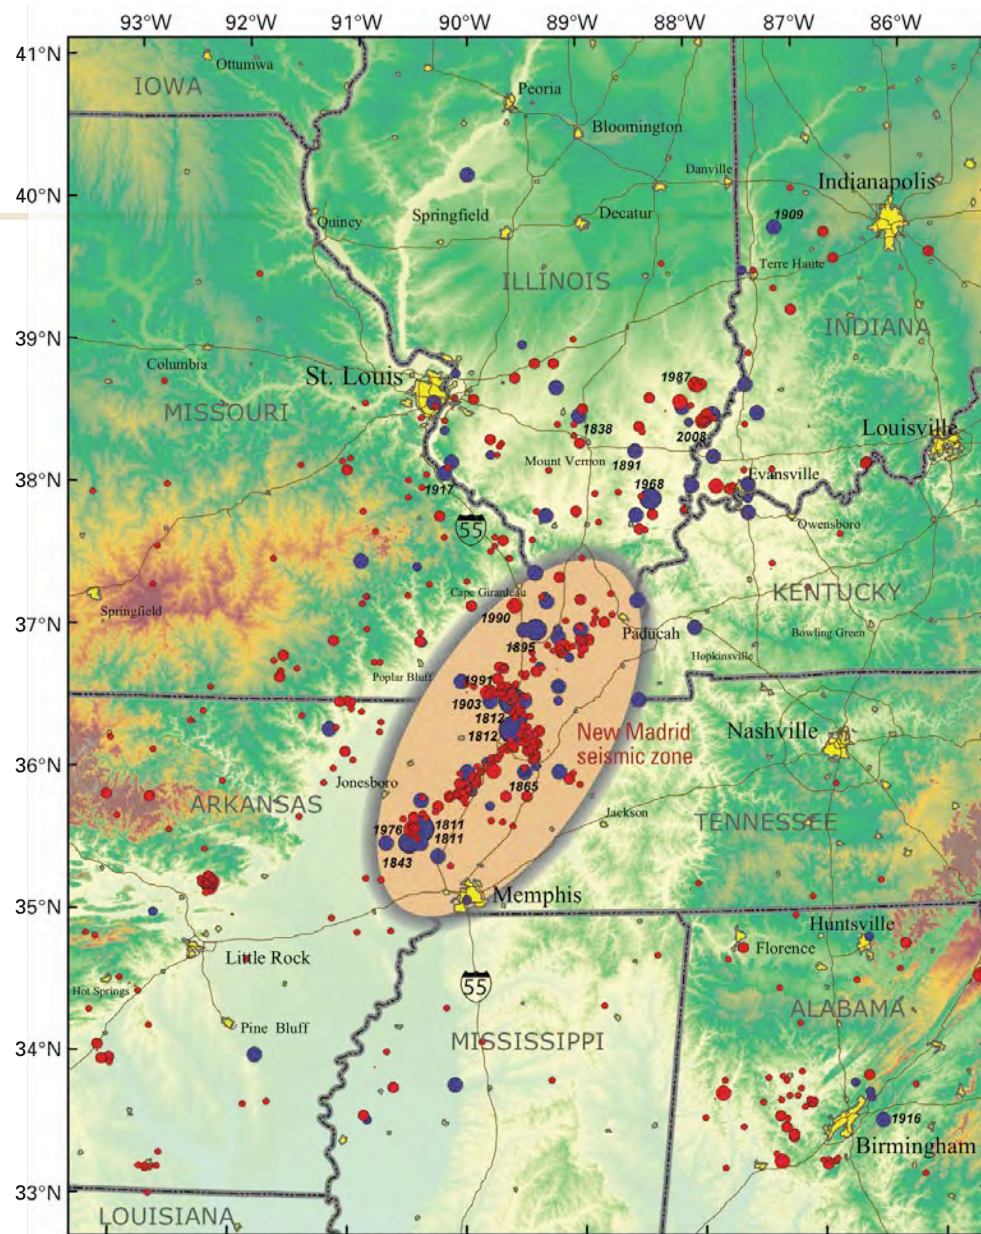 93°W 92°W 91°W 90°W 89°W 88°W 87°W 86°W
41°N
Ottumwa
IOWA
Peoria
Bloomington
Danville
40°N
Indianapolis
Quincy
Springfield
Decatur
1909
Terre Haute
ILLINOIS
INDIANA
39°N
Columbia
St. Louis
1987
MISSOURI
1838
2008
Louisville
Mount Vernon
1891
38°N
1917
1968
Evansville
55
Owensboro
Cape Girardeau
KENTUCKY
Springfield
1990
Paducah
37°N
1895
Bowling Green
Hopkinsville
Poplar Bluff
1991
1903
1812
1812
New Madrid
seismic zone
Nashville
36°N
Jonesboro
1865
ARKANSAS
Jackson
TENNESSEE
1976
1811
1811
1843
Memphis
35°N
Huntsville
Florence
Little Rock
55
Hot Springs
ALABAMA
Pine Bluff
MISSISSIPPI
34°N
1916
Birmingham
33°N
LOUISIANA